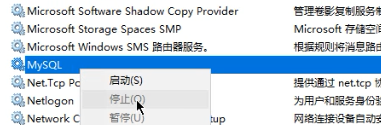 Microsoft Software Shadow Copy Provider 管理卷影复制服务制
Microsoft Storage Spaces SMP Microsoft 存储空间
Microsoft Windows SMS 路由器服务。 根据规则将消息路由
MySQL
Net.Tcp Po 启动(S) 提供通过 net.tcp 协
Netlogon 停止(O) 为用户和服务身份验
Network C 暂停(U) tup 网络连接设备自动安